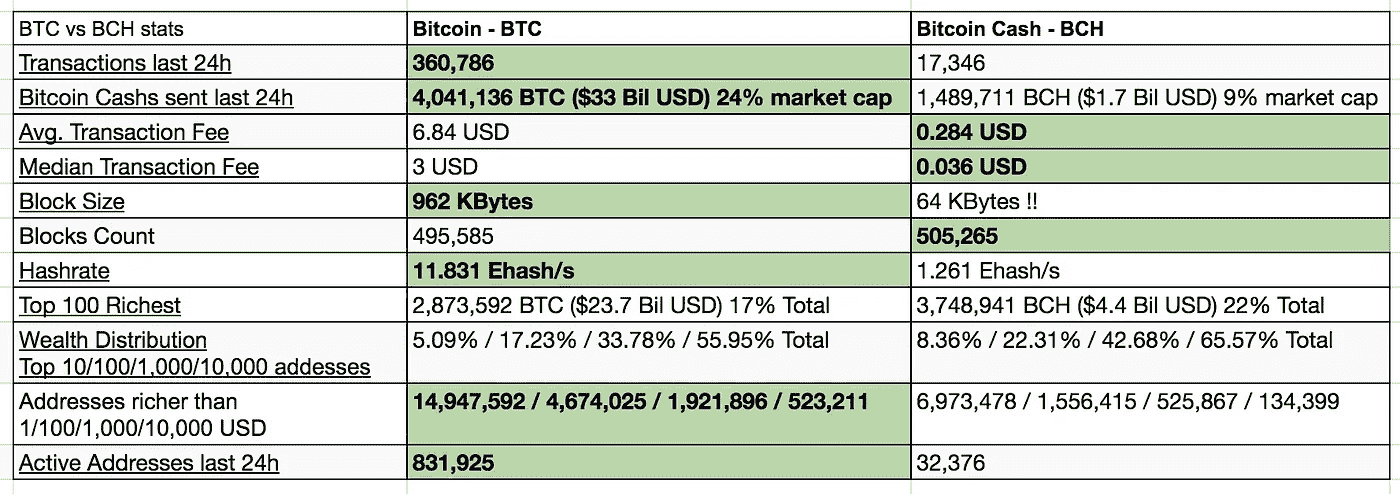 BTC vs BCH stats Bitcoin - BTC Bitcoin Cash - BCH
Transactions last 24h 360,786 17,346
Bitcoin Cashs sent last 24h 4,041,136 BTC ($33 Bil USD) 24% market cap 1,489,711 BCH ($1.7 Bil USD) 9% market cap
Avg. Transaction Fee 6.84 USD 0.284 USD
Median Transaction Fee 3 USD 0.036 USD
Block Size 962 KBytes 64 KBytes !!
Blocks Count 495,585 505,265
Hashrate 11.831 Ehash/s 1.261 Ehash/s
Top 100 Richest 2,873,592 BTC ($23.7 Bil USD) 17% Total 3,748,941 BCH ($4.4 Bil USD) 22% Total
Wealth Distribution 5.09% / 17.23% / 33.78% / 55.95% Total 8.36% / 22.31% / 42.68% / 65.57% Total
Top 10/100/1,000/10,000 addesses
Addresses richer than 14,947,592 / 4,674,025 / 1,921,896 / 523,211 6,973,478 / 1,556,415 / 525,867 / 134,399
1/100/1,000/10,000 USD
Active Addresses last 24h 831,925 32,376